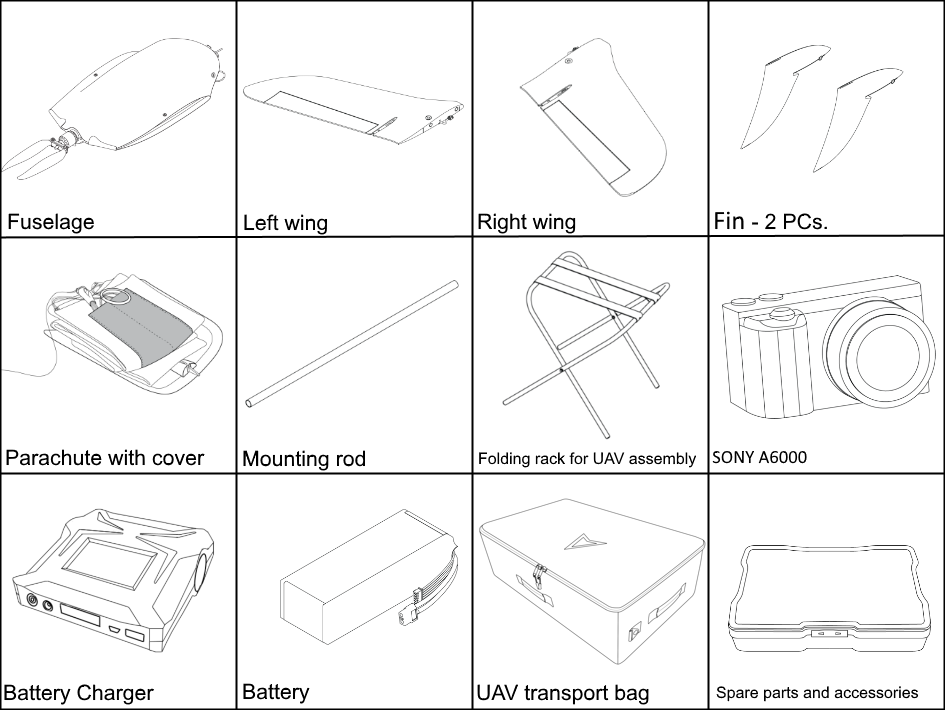 Fuselage
Left wing
Right wing
Fin - 2 PCs.
Parachute with cover
Mounting rod
Folding rack for UAV assembly
SONY A6000
Battery Charger
Battery
UAV transport bag
Spare parts and accessories